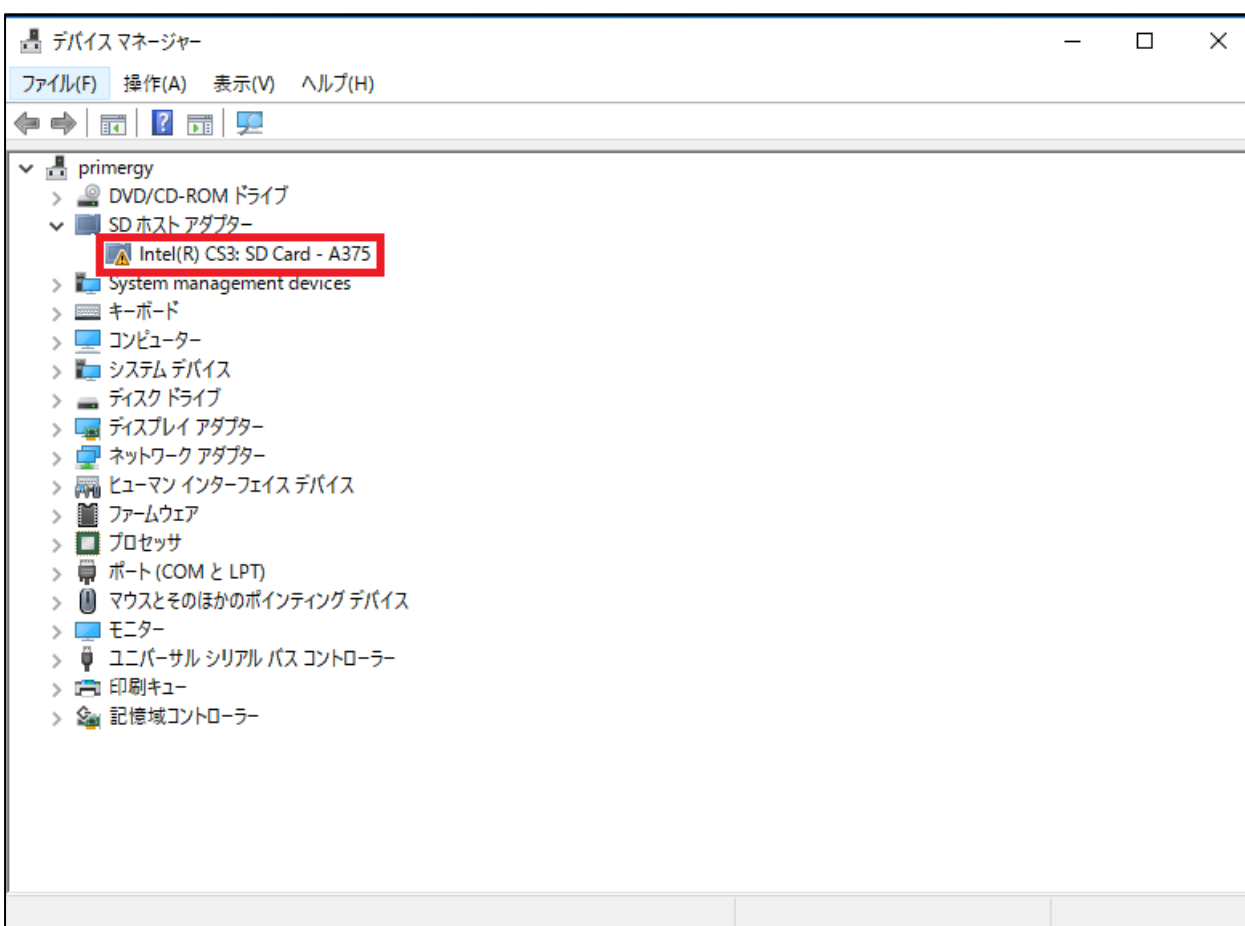 デバイス マネージャー
ファイル(F) 操作(A) 表示(V) ヘルプ(H)
primergy
DVD/CD-ROM ドライブ
SD ホスト アダプター
Intel(R) CS3: SD Card - A375
System management devices
キーボード
コンピューター
システム デバイス
ディスク ドライブ
ディスプレイ アダプター
ネットワーク アダプター
ヒューマン インターフェイス デバイス
ファームウェア
プロセッサ
ポート (COM と LPT)
マウスとそのほかのポインティング デバイス
モニター
ユニバーサル シリアル バス コントローラー
印刷キュー
記憶域コントローラー